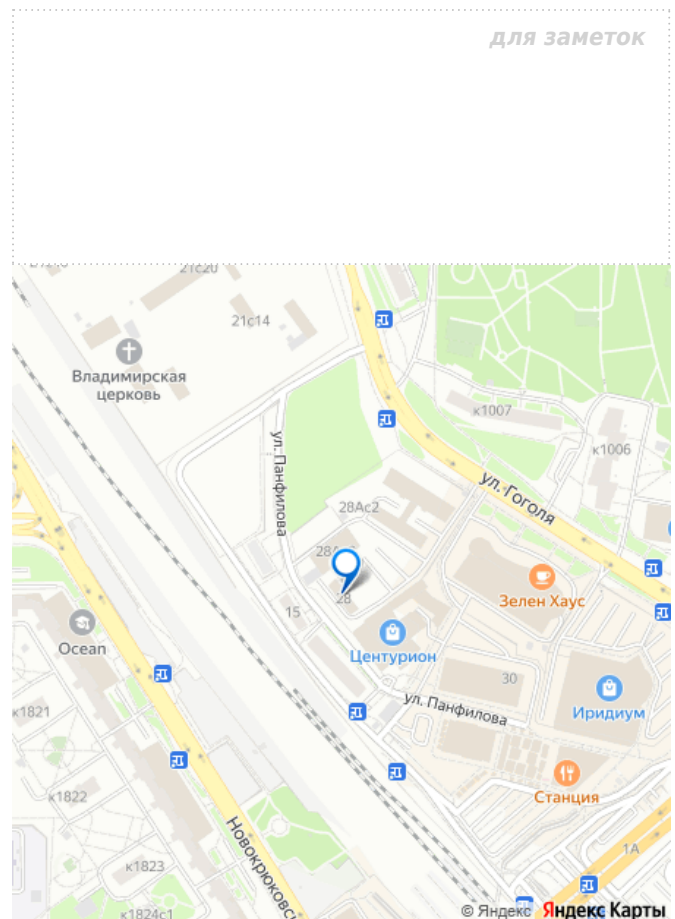 для заметок
21с20
21с14
Владимирская
церковь
к1007
к1006
ул. Панфилова
ул. Гоголя
28Ас2
28
15
Зелен Хаус
Ocean
Центурион
30
Иридиум
ул. Панфилова
к1821
Станция
к1822
1А
Новокрюковс
к1823
к1824с1
© Яндекс Яндекс Карты